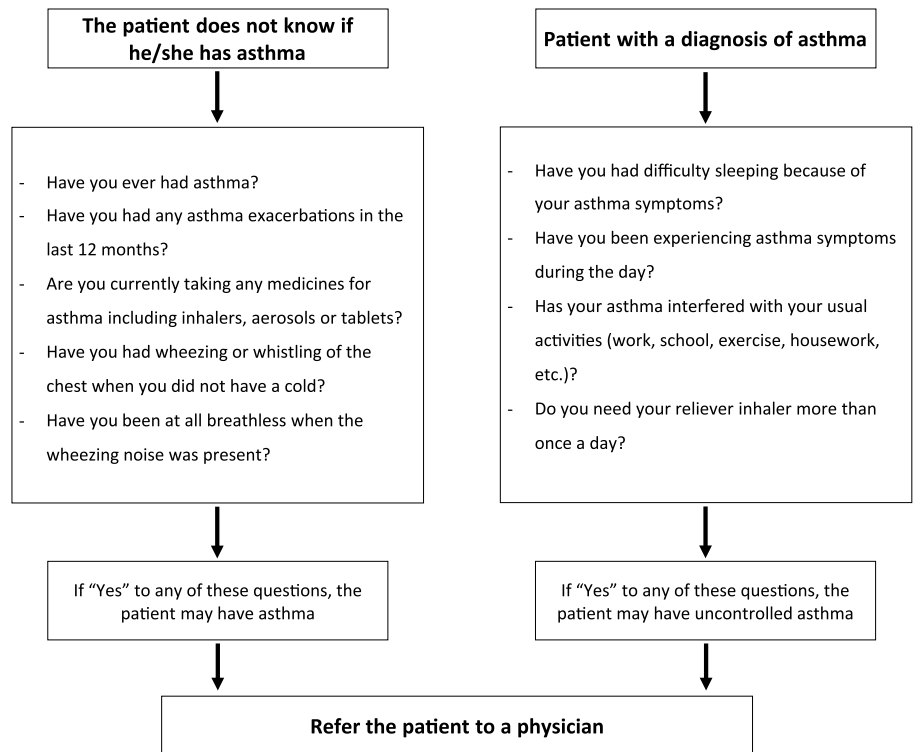 The patient does not know if
he/she has asthma
- Have you ever had asthma?
- Have you had any asthma exacerbations in the
last 12 months?
- Are you currently taking any medicines for
asthma including inhalers, aerosols or tablets?
- Have you had wheezing or whistling of the
chest when you did not have a cold?
- Have you been at all breathless when the
wheezing noise was present?
If “Yes” to any of these questions, the
patient may have asthma
Patient with a diagnosis of asthma
- Have you had difficulty sleeping because of
your asthma symptoms?
- Have you been experiencing asthma symptoms
during the day?
- Has your asthma interfered with your usual
activities (work, school, exercise, housework,
etc.)?
- Do you need your reliever inhaler more than
once a day?
If “Yes” to any of these questions, the
patient may have uncontrolled asthma
Refer the patient to a physician